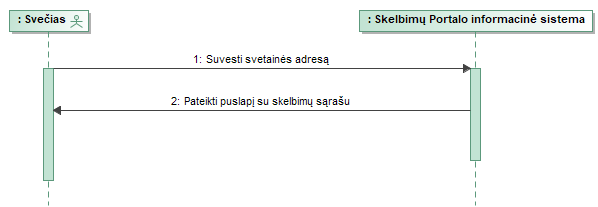 : Svečias
: Skelbimų Portalo informacinė sistema
1: Suvesti svetainės adresą
2: Pateikti puslapį su skelbimų sąrašu